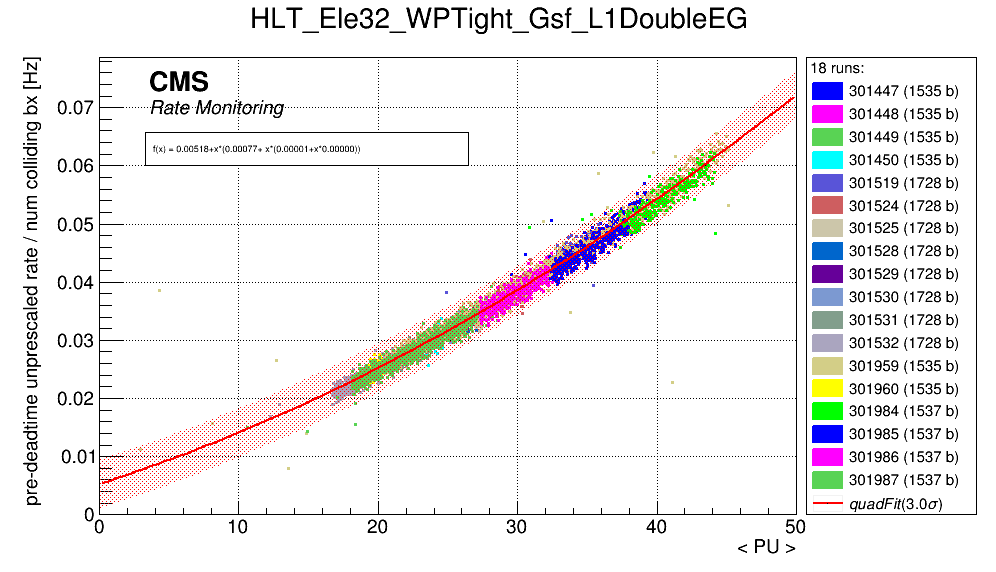 HLT_Ele32_WPTight_Gsf_L1DoubleEG
pre-deadtime unprescaled rate / num colliding bx [Hz]
CMS
Rate Monitoring
f(x) = 0.00518+x*(0.00077+ x*(0.00001+x*0.00000))
0.07
0.06
0.05
0.04
0.03
0.02
0.01
0
0 10 20 30 40 50
< PU >
18 runs:
301447 (1535 b)
301448 (1535 b)
301449 (1535 b)
301450 (1535 b)
301519 (1728 b)
301524 (1728 b)
301525 (1728 b)
301528 (1728 b)
301529 (1728 b)
301530 (1728 b)
301531 (1728 b)
301532 (1728 b)
301959 (1535 b)
301960 (1535 b)
301984 (1537 b)
301985 (1537 b)
301986 (1537 b)
301987 (1537 b)
quadFit(3.0σ)